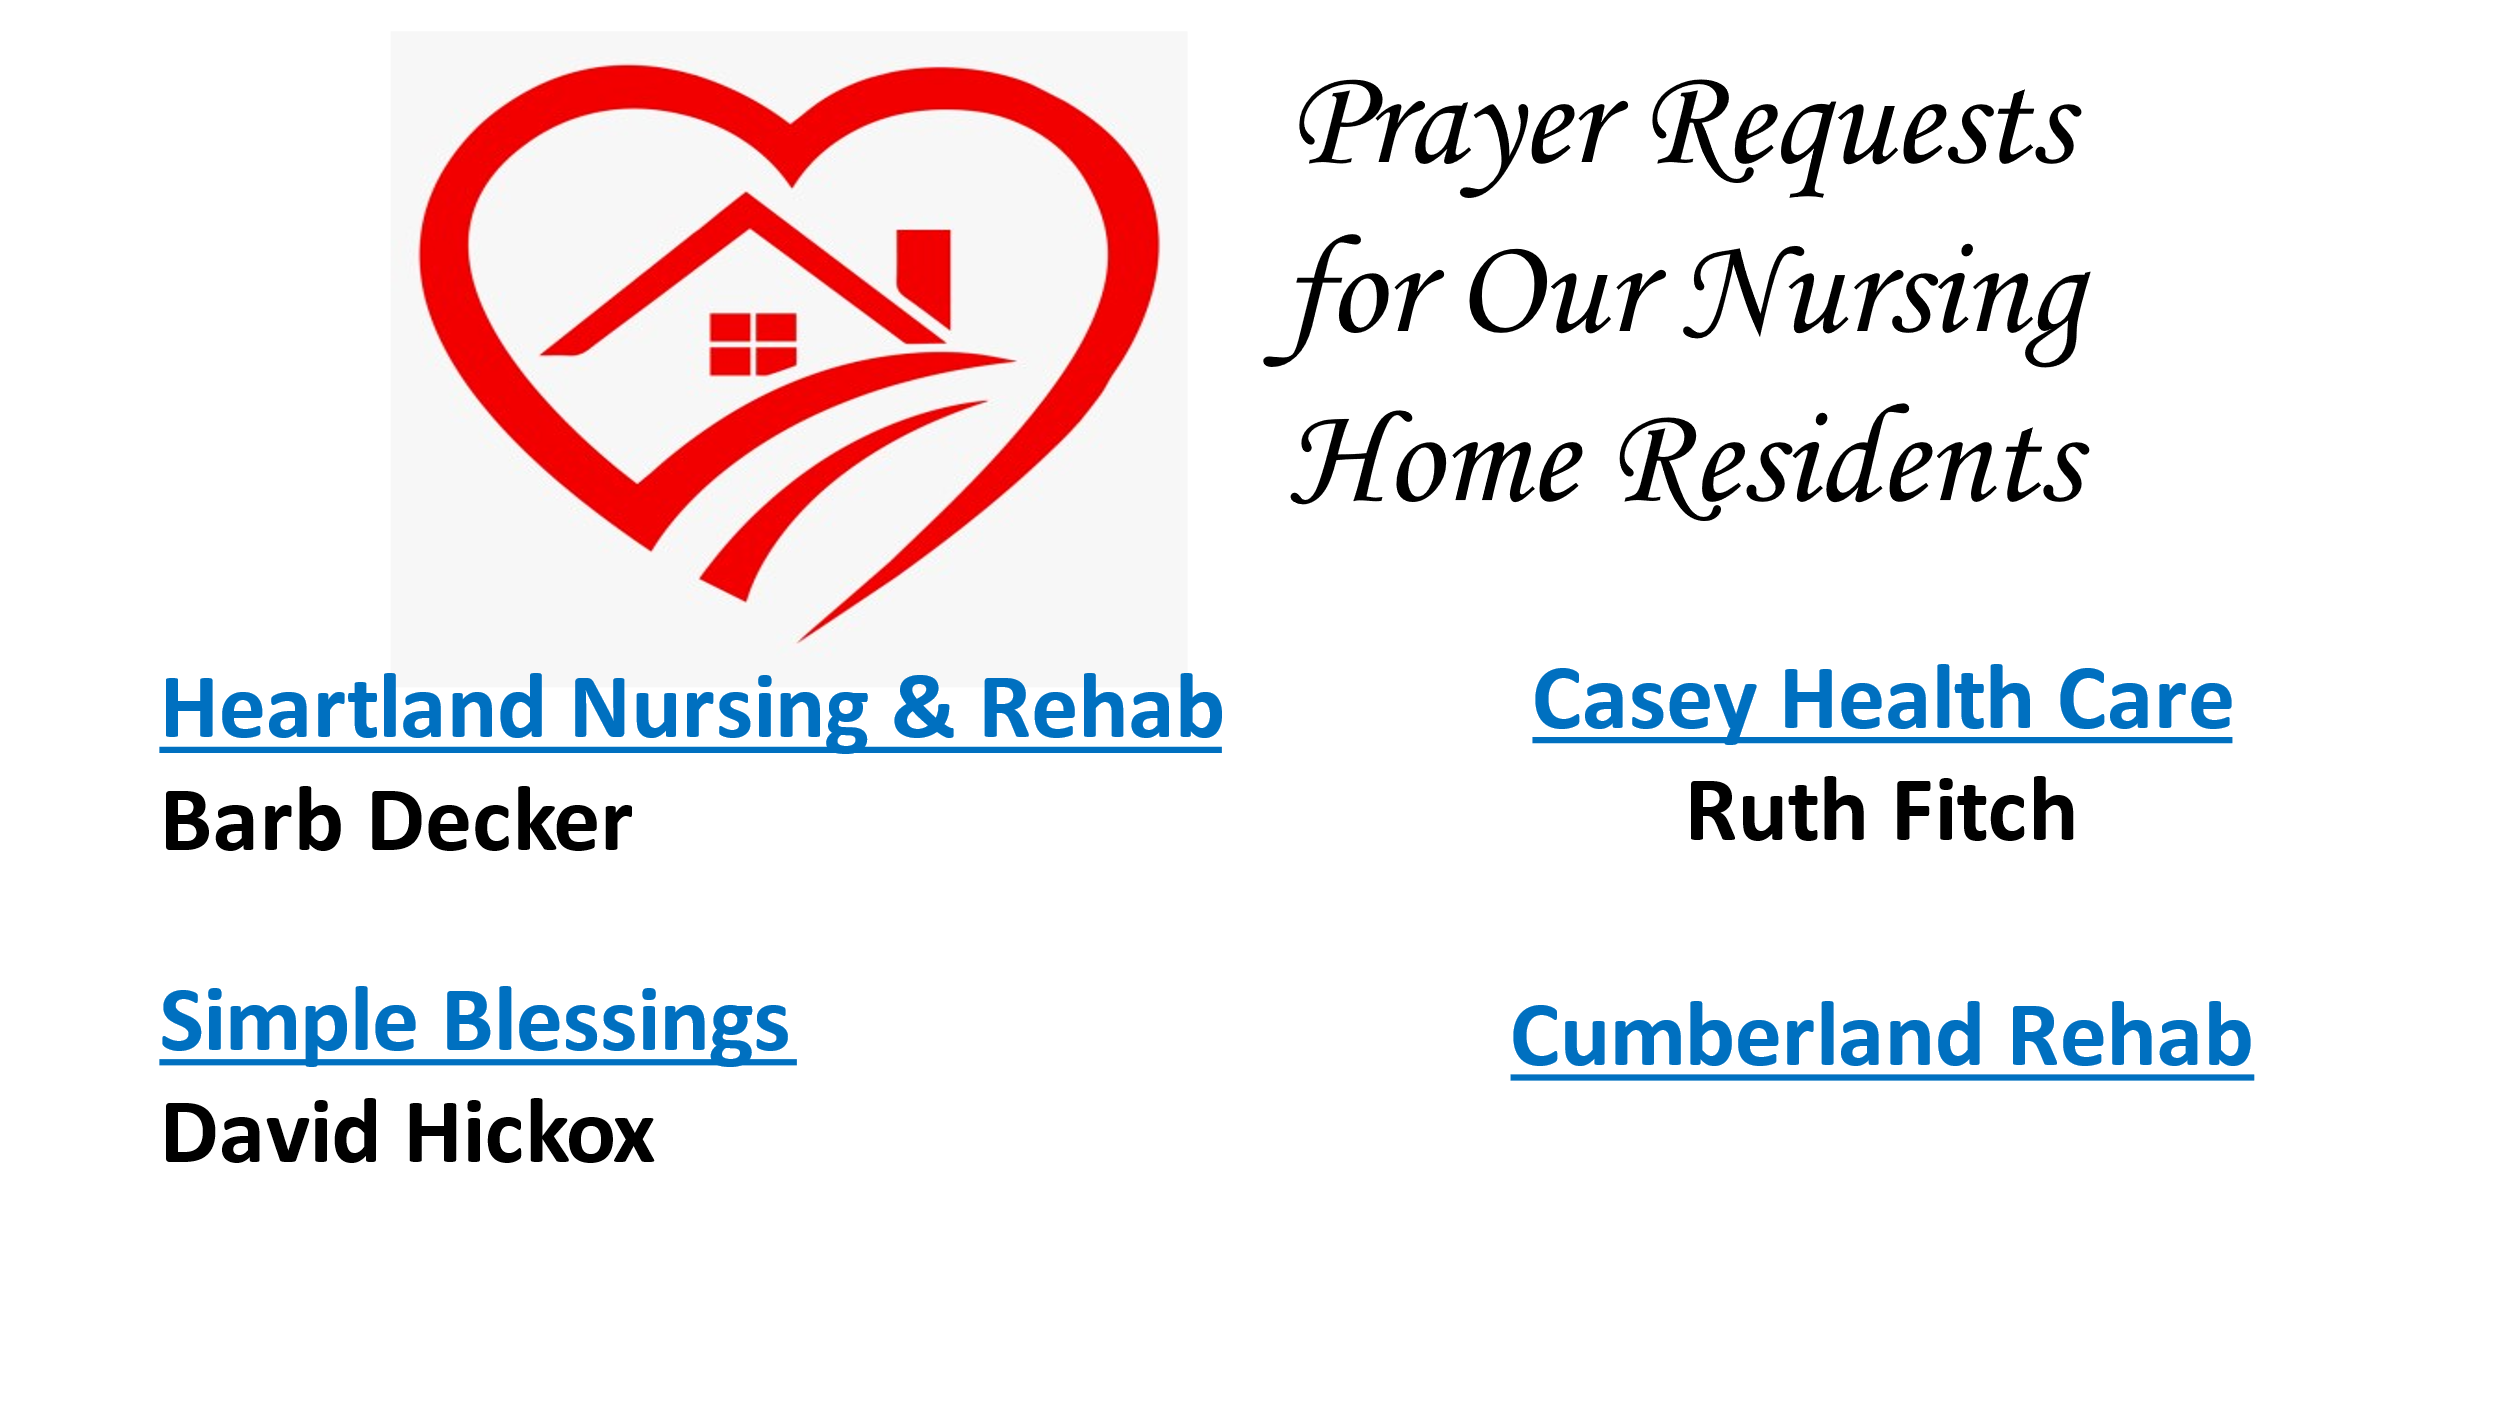 Prayer Requests
for Our Nursing
Home Residents
Heartland Nursing & Rehab
Barb Decker
Casey Health Care
Ruth Fitch
Simple Blessings
David Hickox
Cumberland Rehab